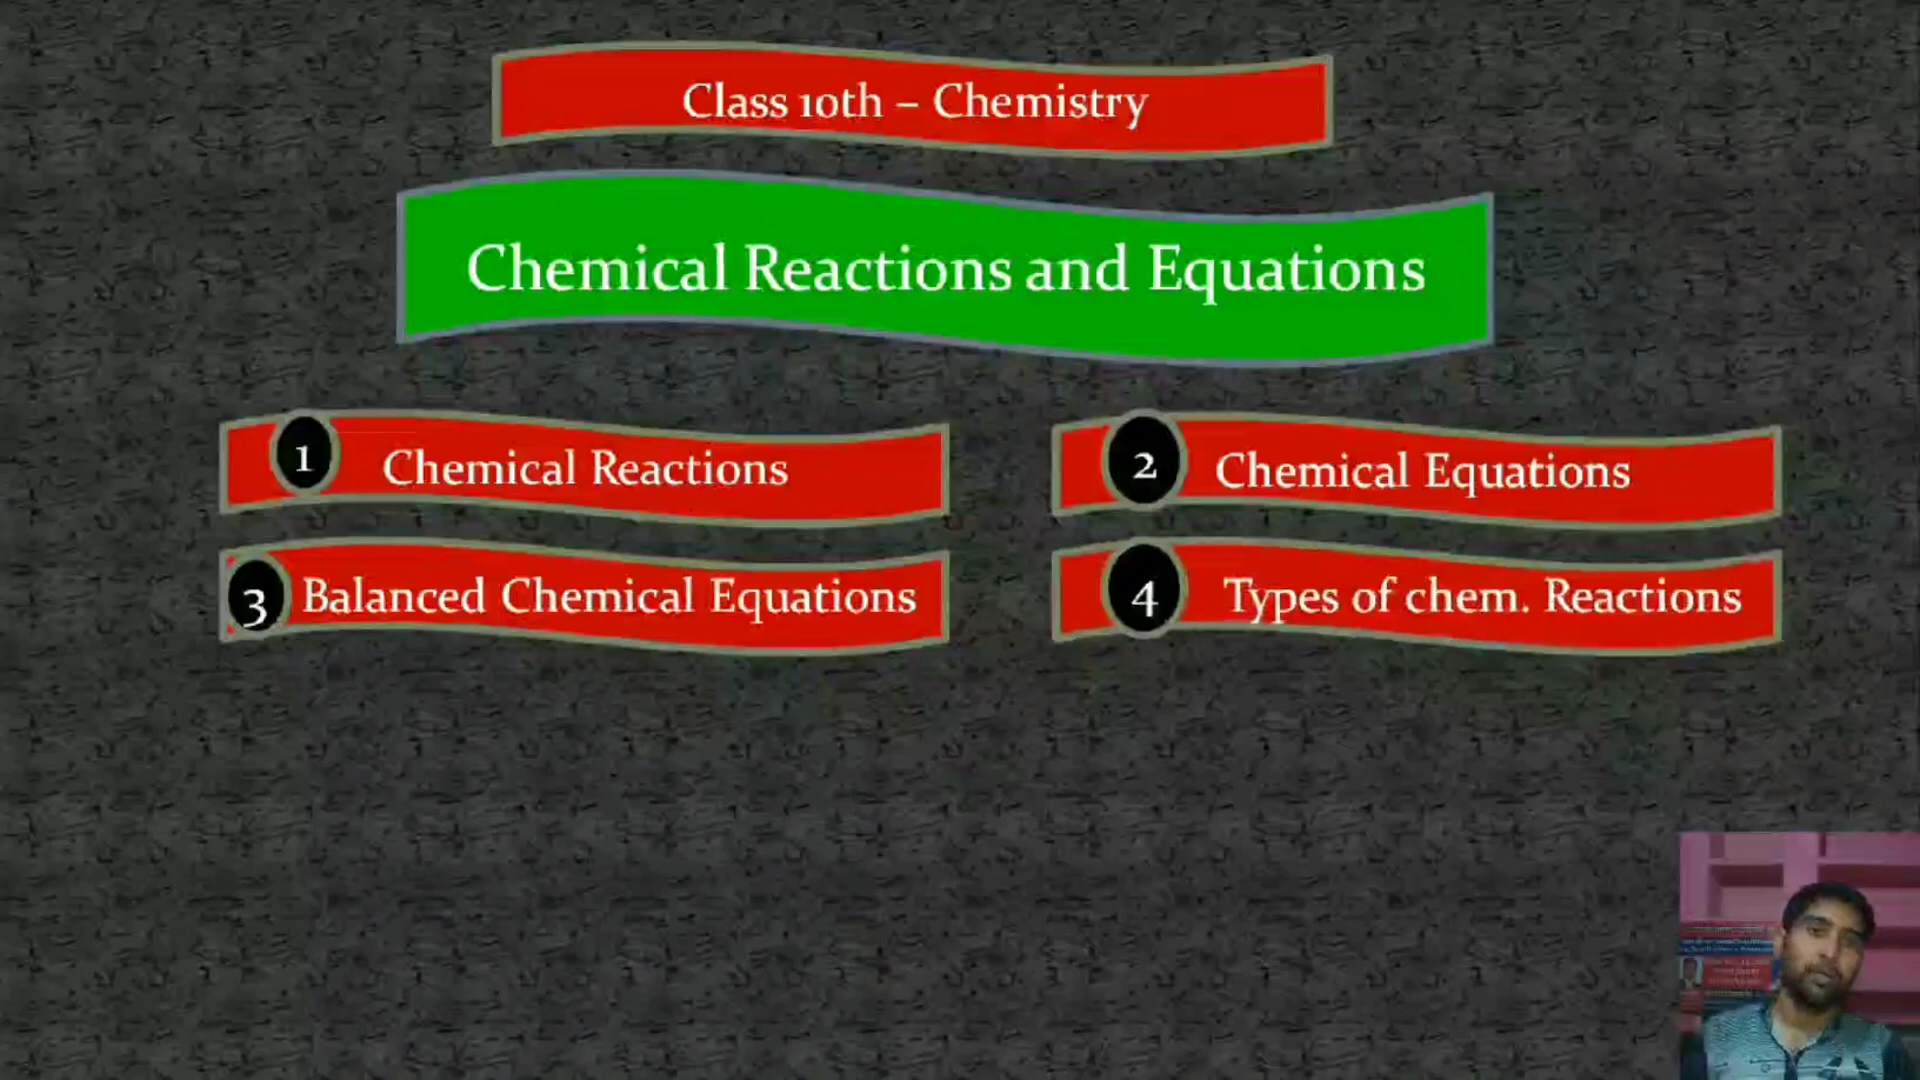 Class 10th – Chemistry
Chemical Reactions and Equations
1 Chemical Reactions
2 Chemical Equations
3 Balanced Chemical Equations
4 Types of chem. Reactions